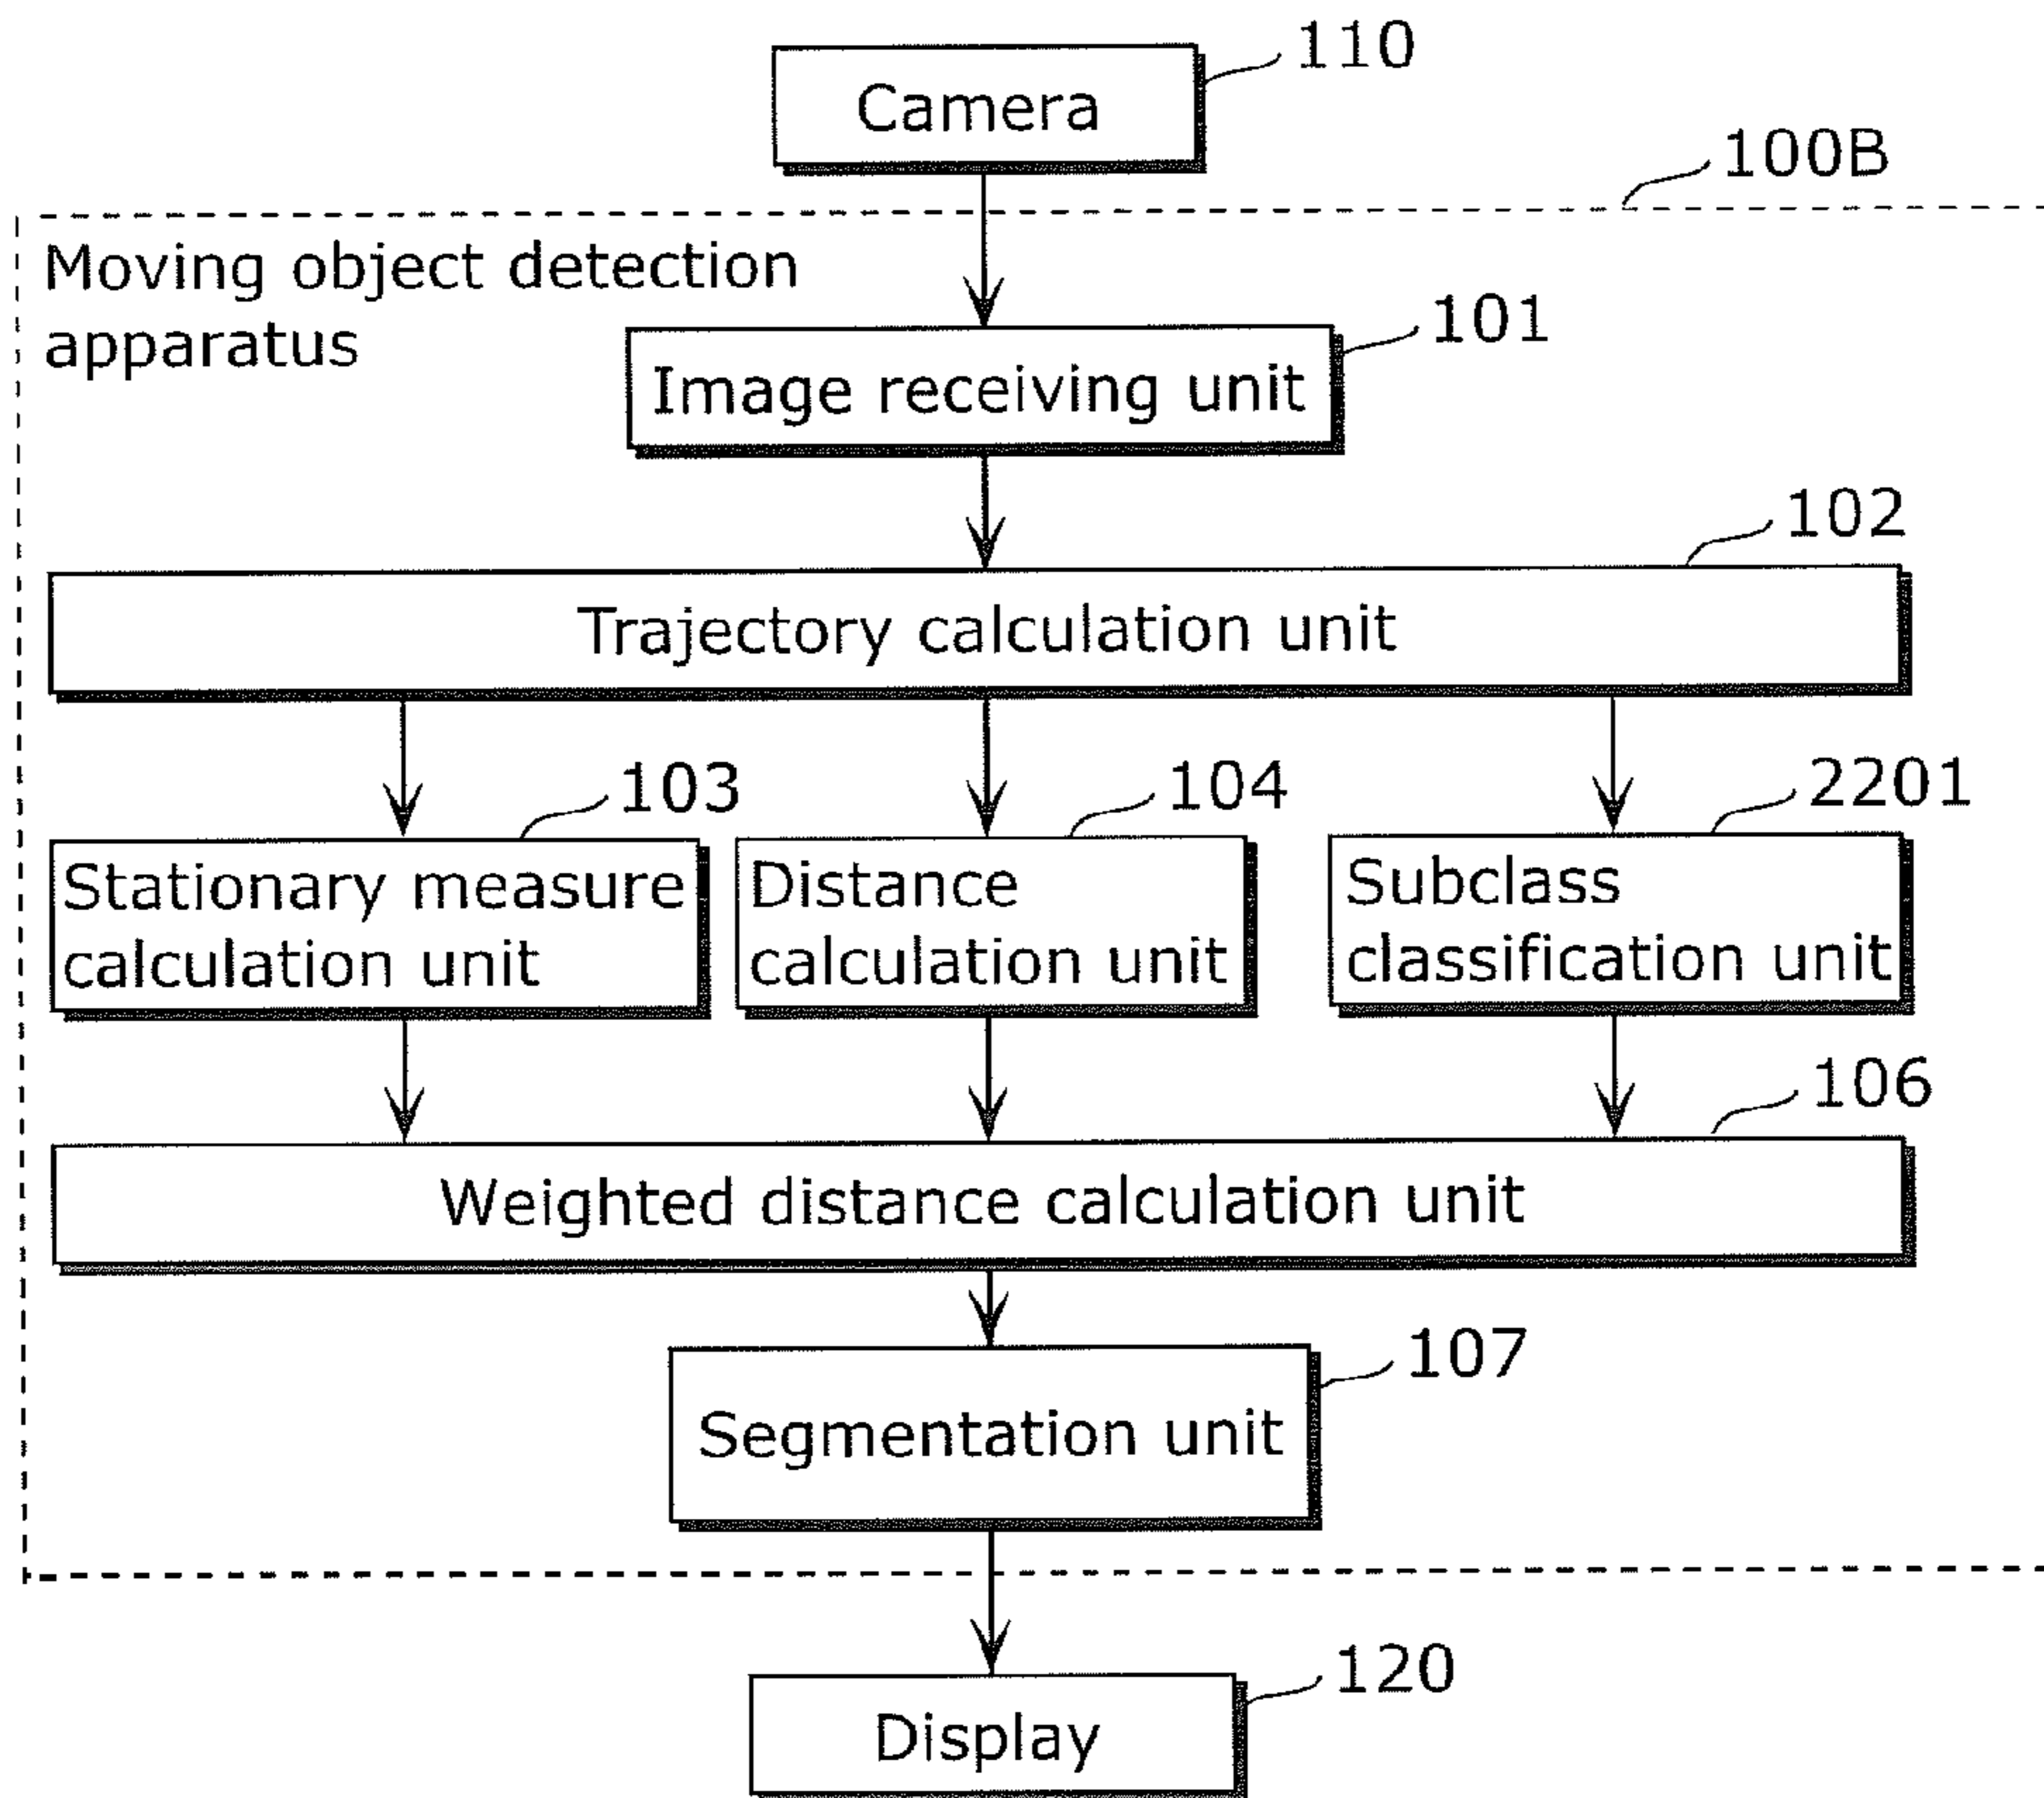 110
Camera
100B
Moving object detection
apparatus
101
Image receiving unit
102
Trajectory calculation unit
103
104
2201
Stationary measure
calculation unit
Distance
calculation unit
Subclass
classification unit
106
Weighted distance calculation unit
107
Segmentation unit
120
Display